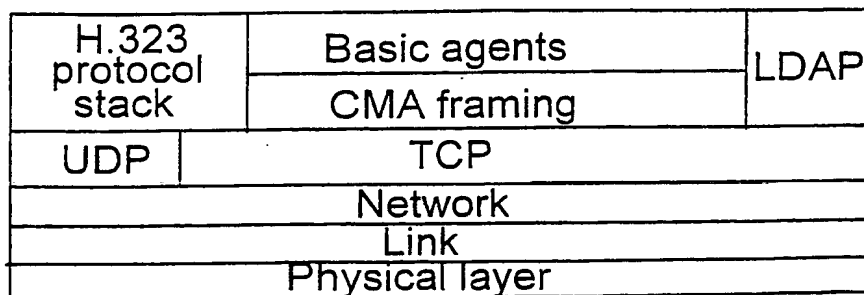 H.323
protocol
stack
Basic agents
CMA framing
LDAP
UDP
TCP
Network
Link
Physical layer